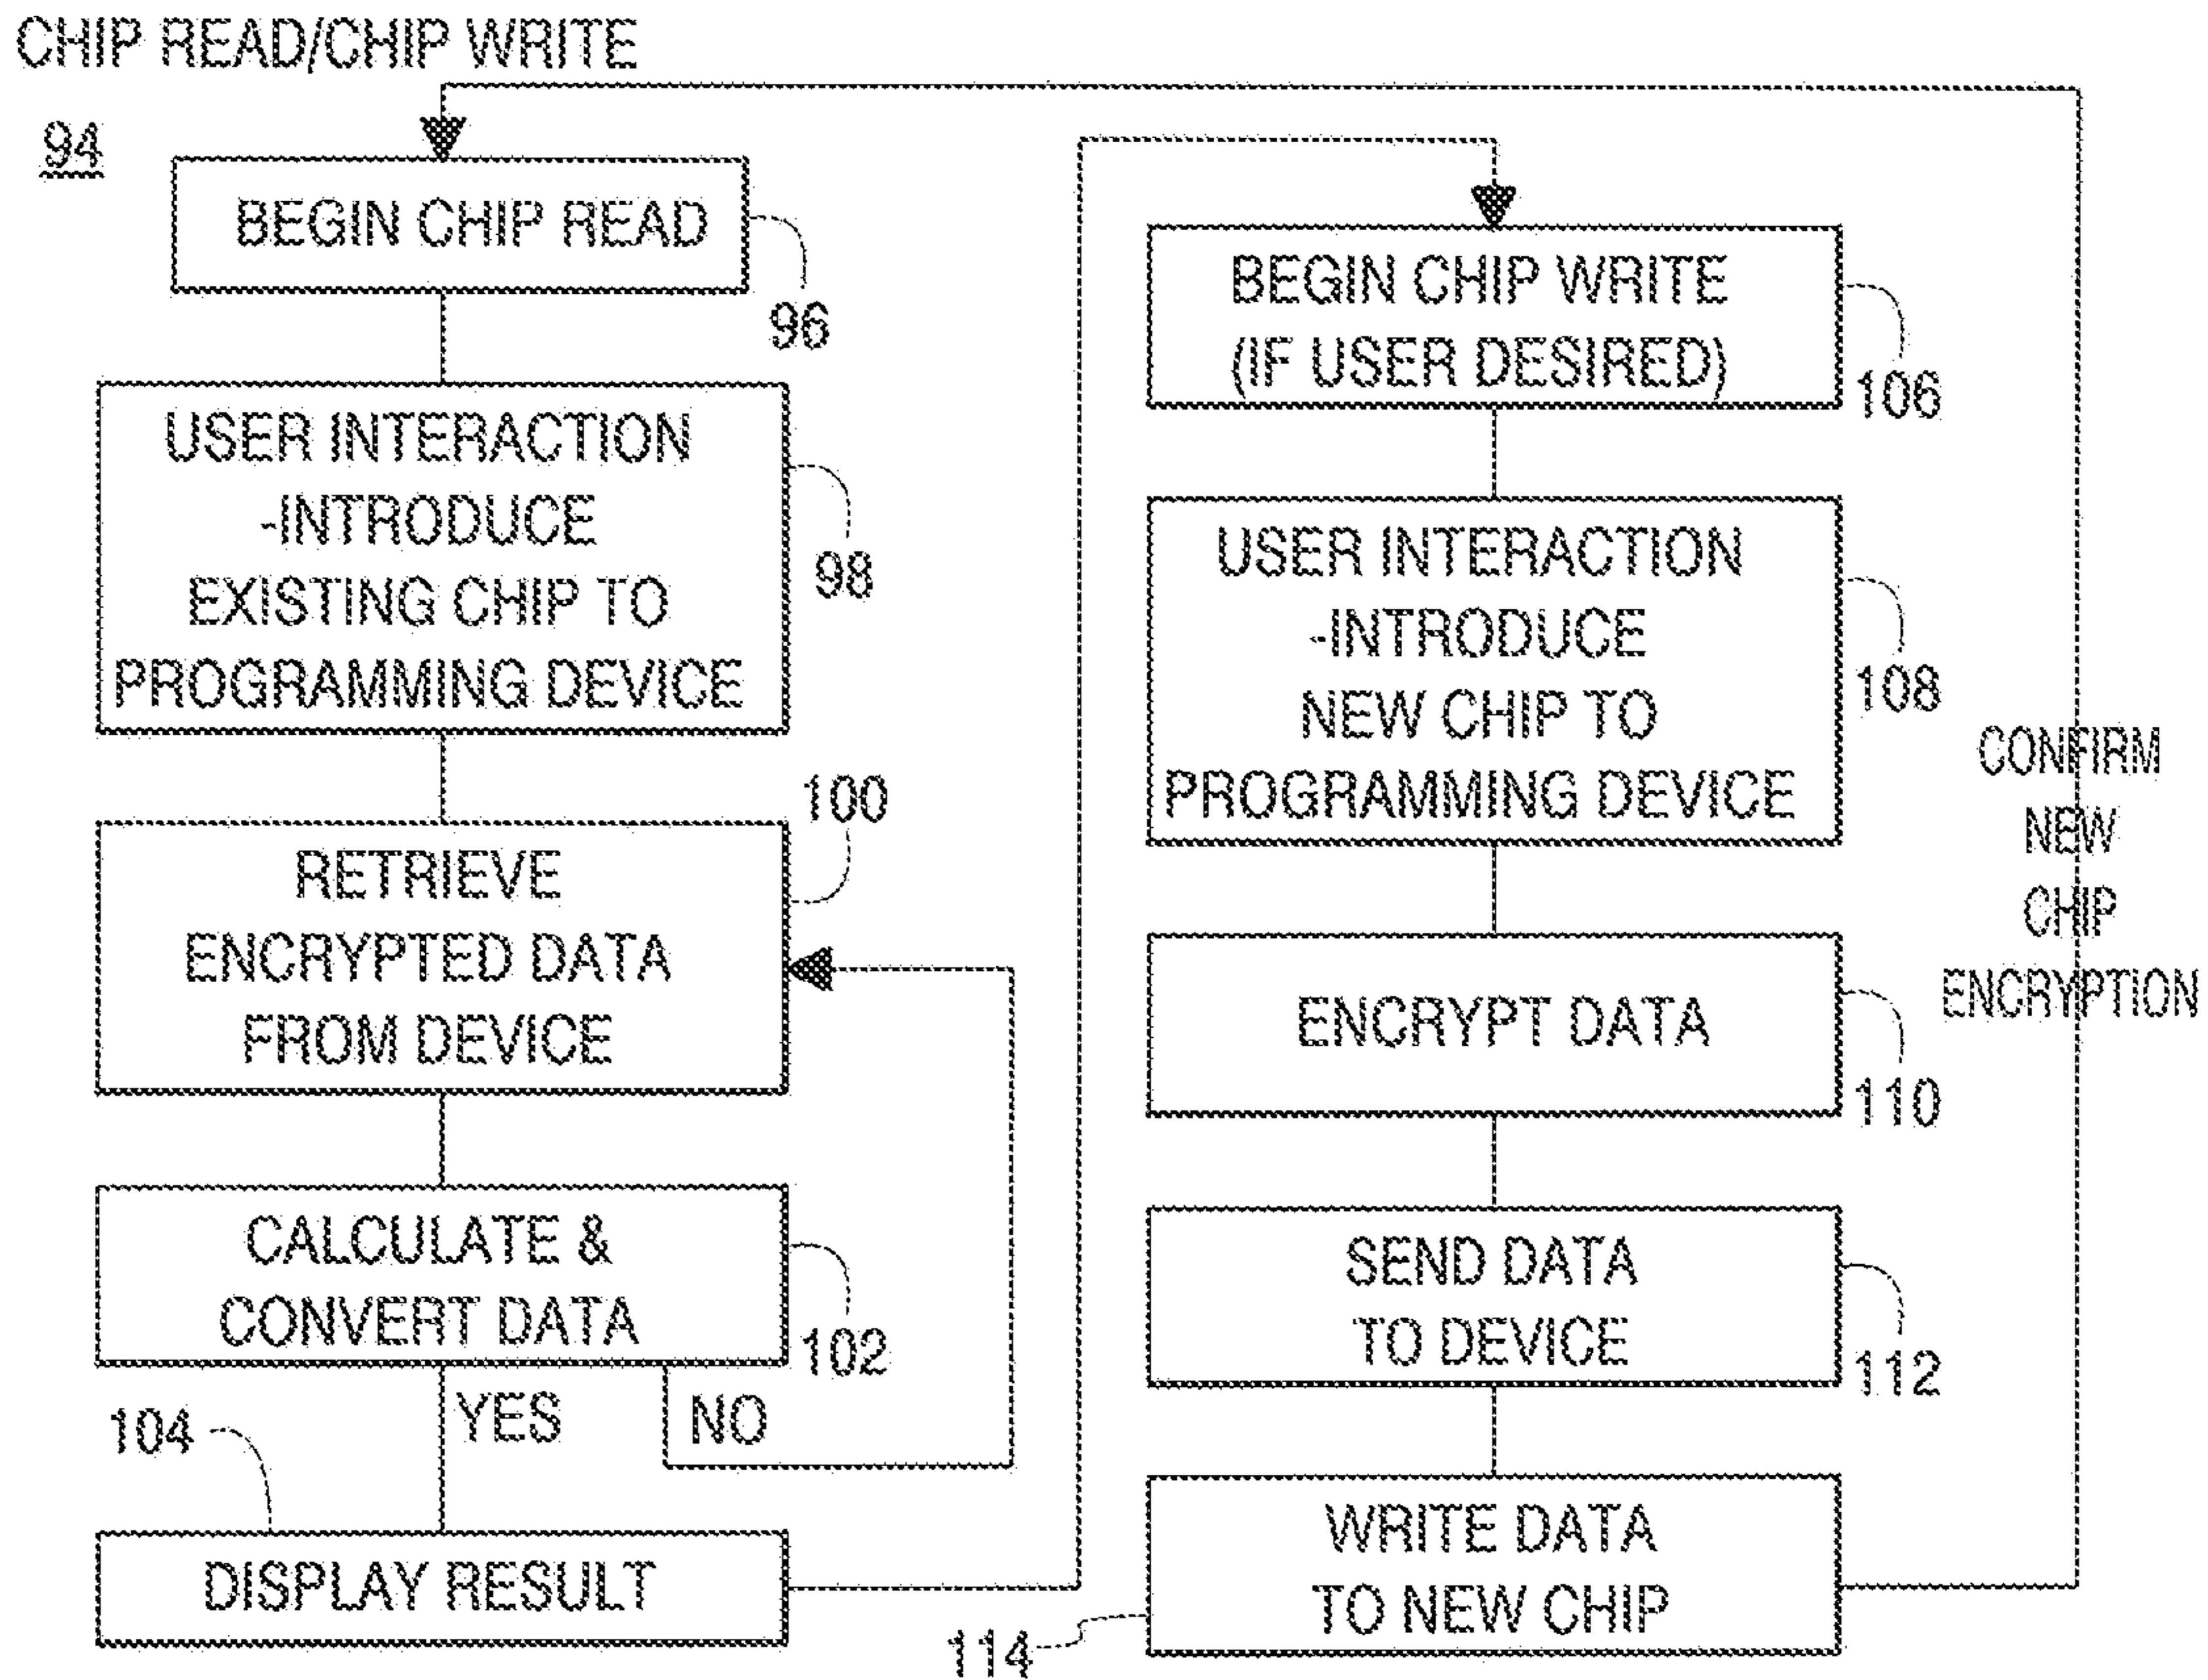 CHIP READ/CHIP WRITE
94
BEGIN CHIP READ
96
USER INTERACTION
-INTRODUCE
EXISTING CHIP TO
PROGRAMMING DEVICE
98
100
RETRIEVE
ENCRYPTED DATA
FROM DEVICE
CALCULATE &
CONVERT DATA
102
YES
NO
104
DISPLAY RESULT
BEGIN CHIP WRITE
(IF USER DESIRED)
106
USER INTERACTION
-INTRODUCE
NEW CHIP TO
PROGRAMMING DEVICE
108
ENCRYPT DATA
110
SEND DATA
TO DEVICE
112
WRITE DATA
TO NEW CHIP
114
CONFIRM
NEW
CHIP
ENCRYPTION